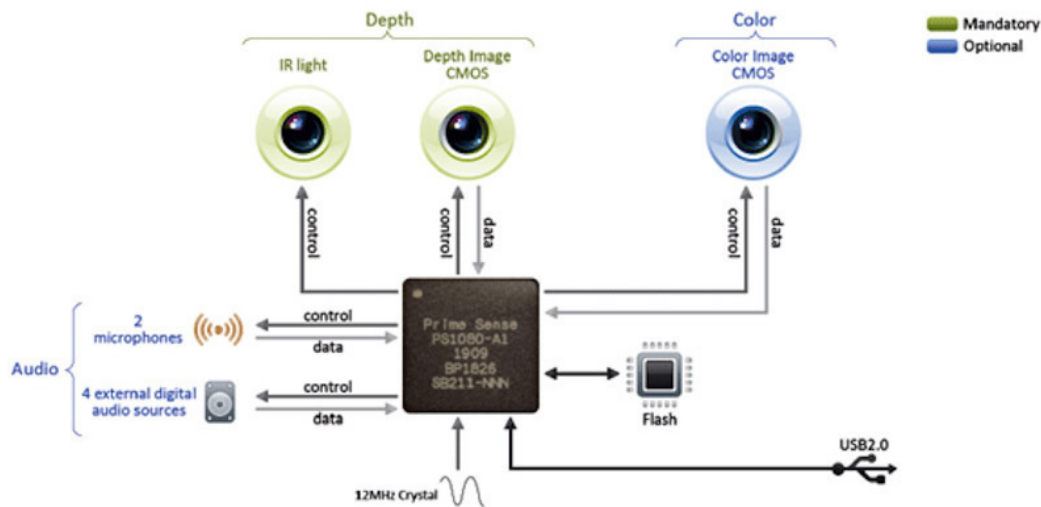 Depth
Color
Mandatory
Optional
IR light
Depth Image
CMOS
Color Image
CMOS
control
control
data
control
data
Audio
2
microphones
control
data
4 external digital
audio sources
control
data
Prime Sense
PS1080-A1
1909
BP1826
SB211-NNN
Flash
USB2.0
12MHz Crystal